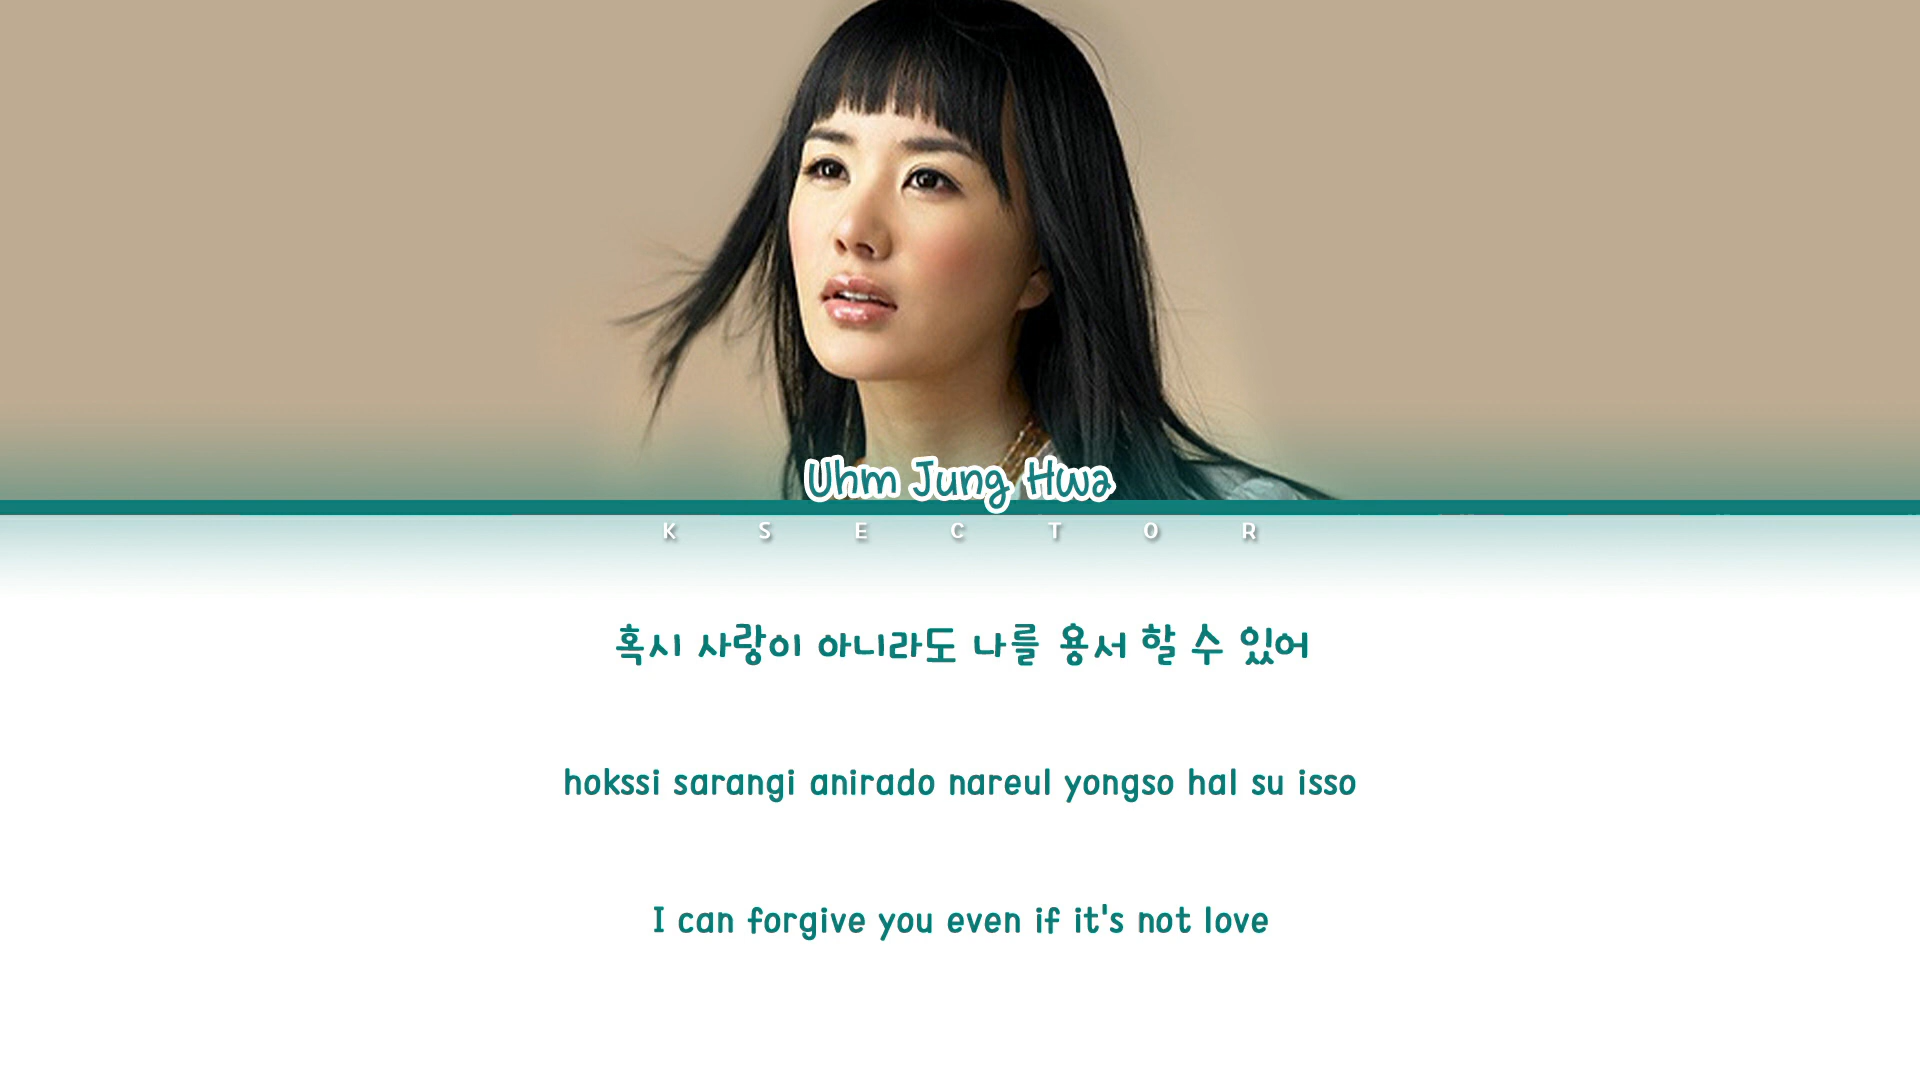 Uhm Jung Hwa
K S E C T O R
혹시 사랑이 아니라도 나를 용서 할 수 있어
hokssi sarangi anirado nareul yongso hal su isso
I can forgive you even if it's not love